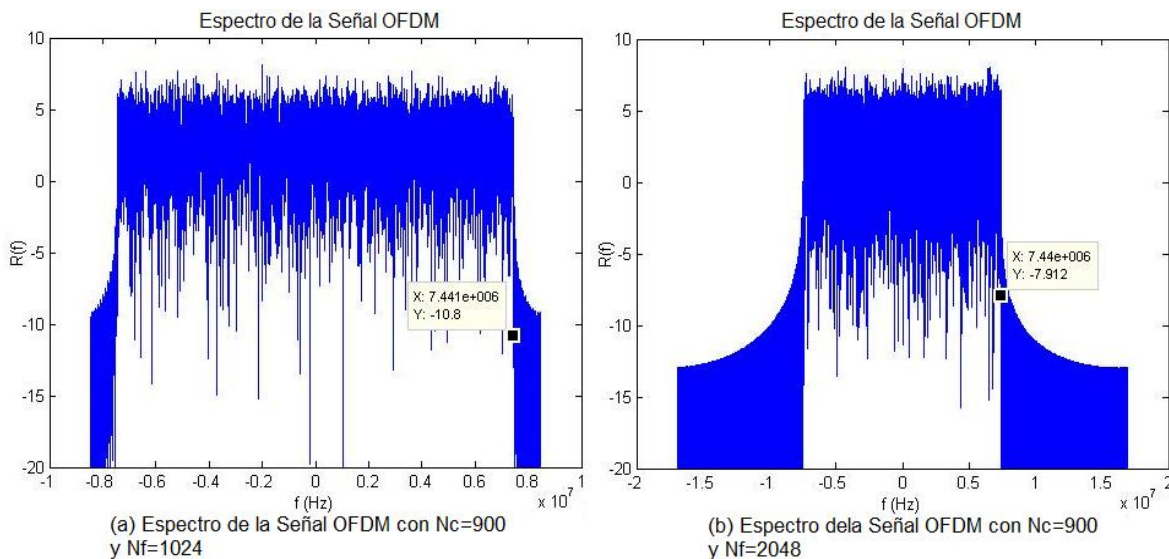 Espectro de la Señal OFDM
10
5
0
-5
-10
-15
-20
R(f)
X: 7.441e+006
Y: -10.8
-1
-0.8
-0.6
-0.4
-0.2
0
0.2
0.4
0.6
0.8
1
x 10^7
f (Hz)
(a) Espectro de la Señal OFDM con Nc=900
y Nf=1024
Espectro de la Señal OFDM
10
5
0
-5
-10
-15
-20
R(f)
X: 7.44e+006
Y: -7.912
-2
-1.5
-1
-0.5
0
0.5
1
1.5
2
x 10^7
f (Hz)
(b) Espectro dela Señal OFDM con Nc=900
y Nf=2048